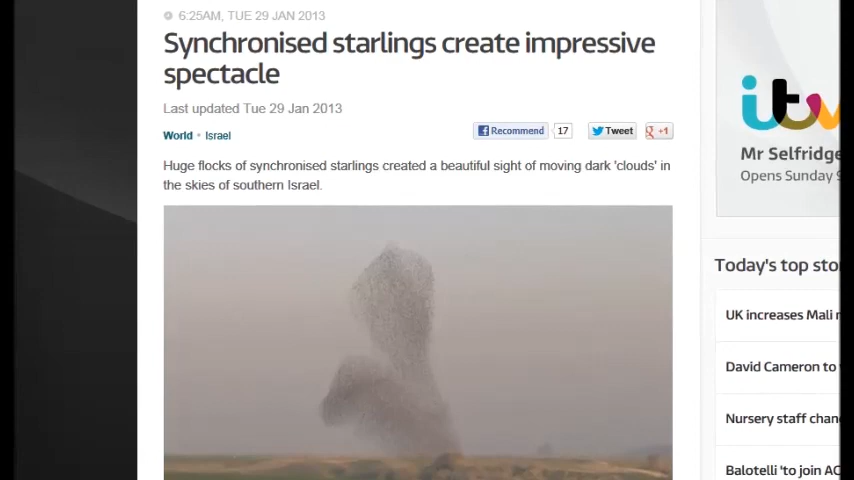 6:25AM, TUE 29 JAN 2013
Synchronised starlings create impressive
spectacle
Last updated Tue 29 Jan 2013
World • Israel
Recommend 17 Tweet +1
Huge flocks of synchronised starlings created a beautiful sight of moving dark 'clouds' in
the skies of southern Israel.
itv
Mr Selfridge
Opens Sunday
Today's top sto
UK increases Mali
David Cameron to
Nursery staff chan
Balotelli 'to join AC